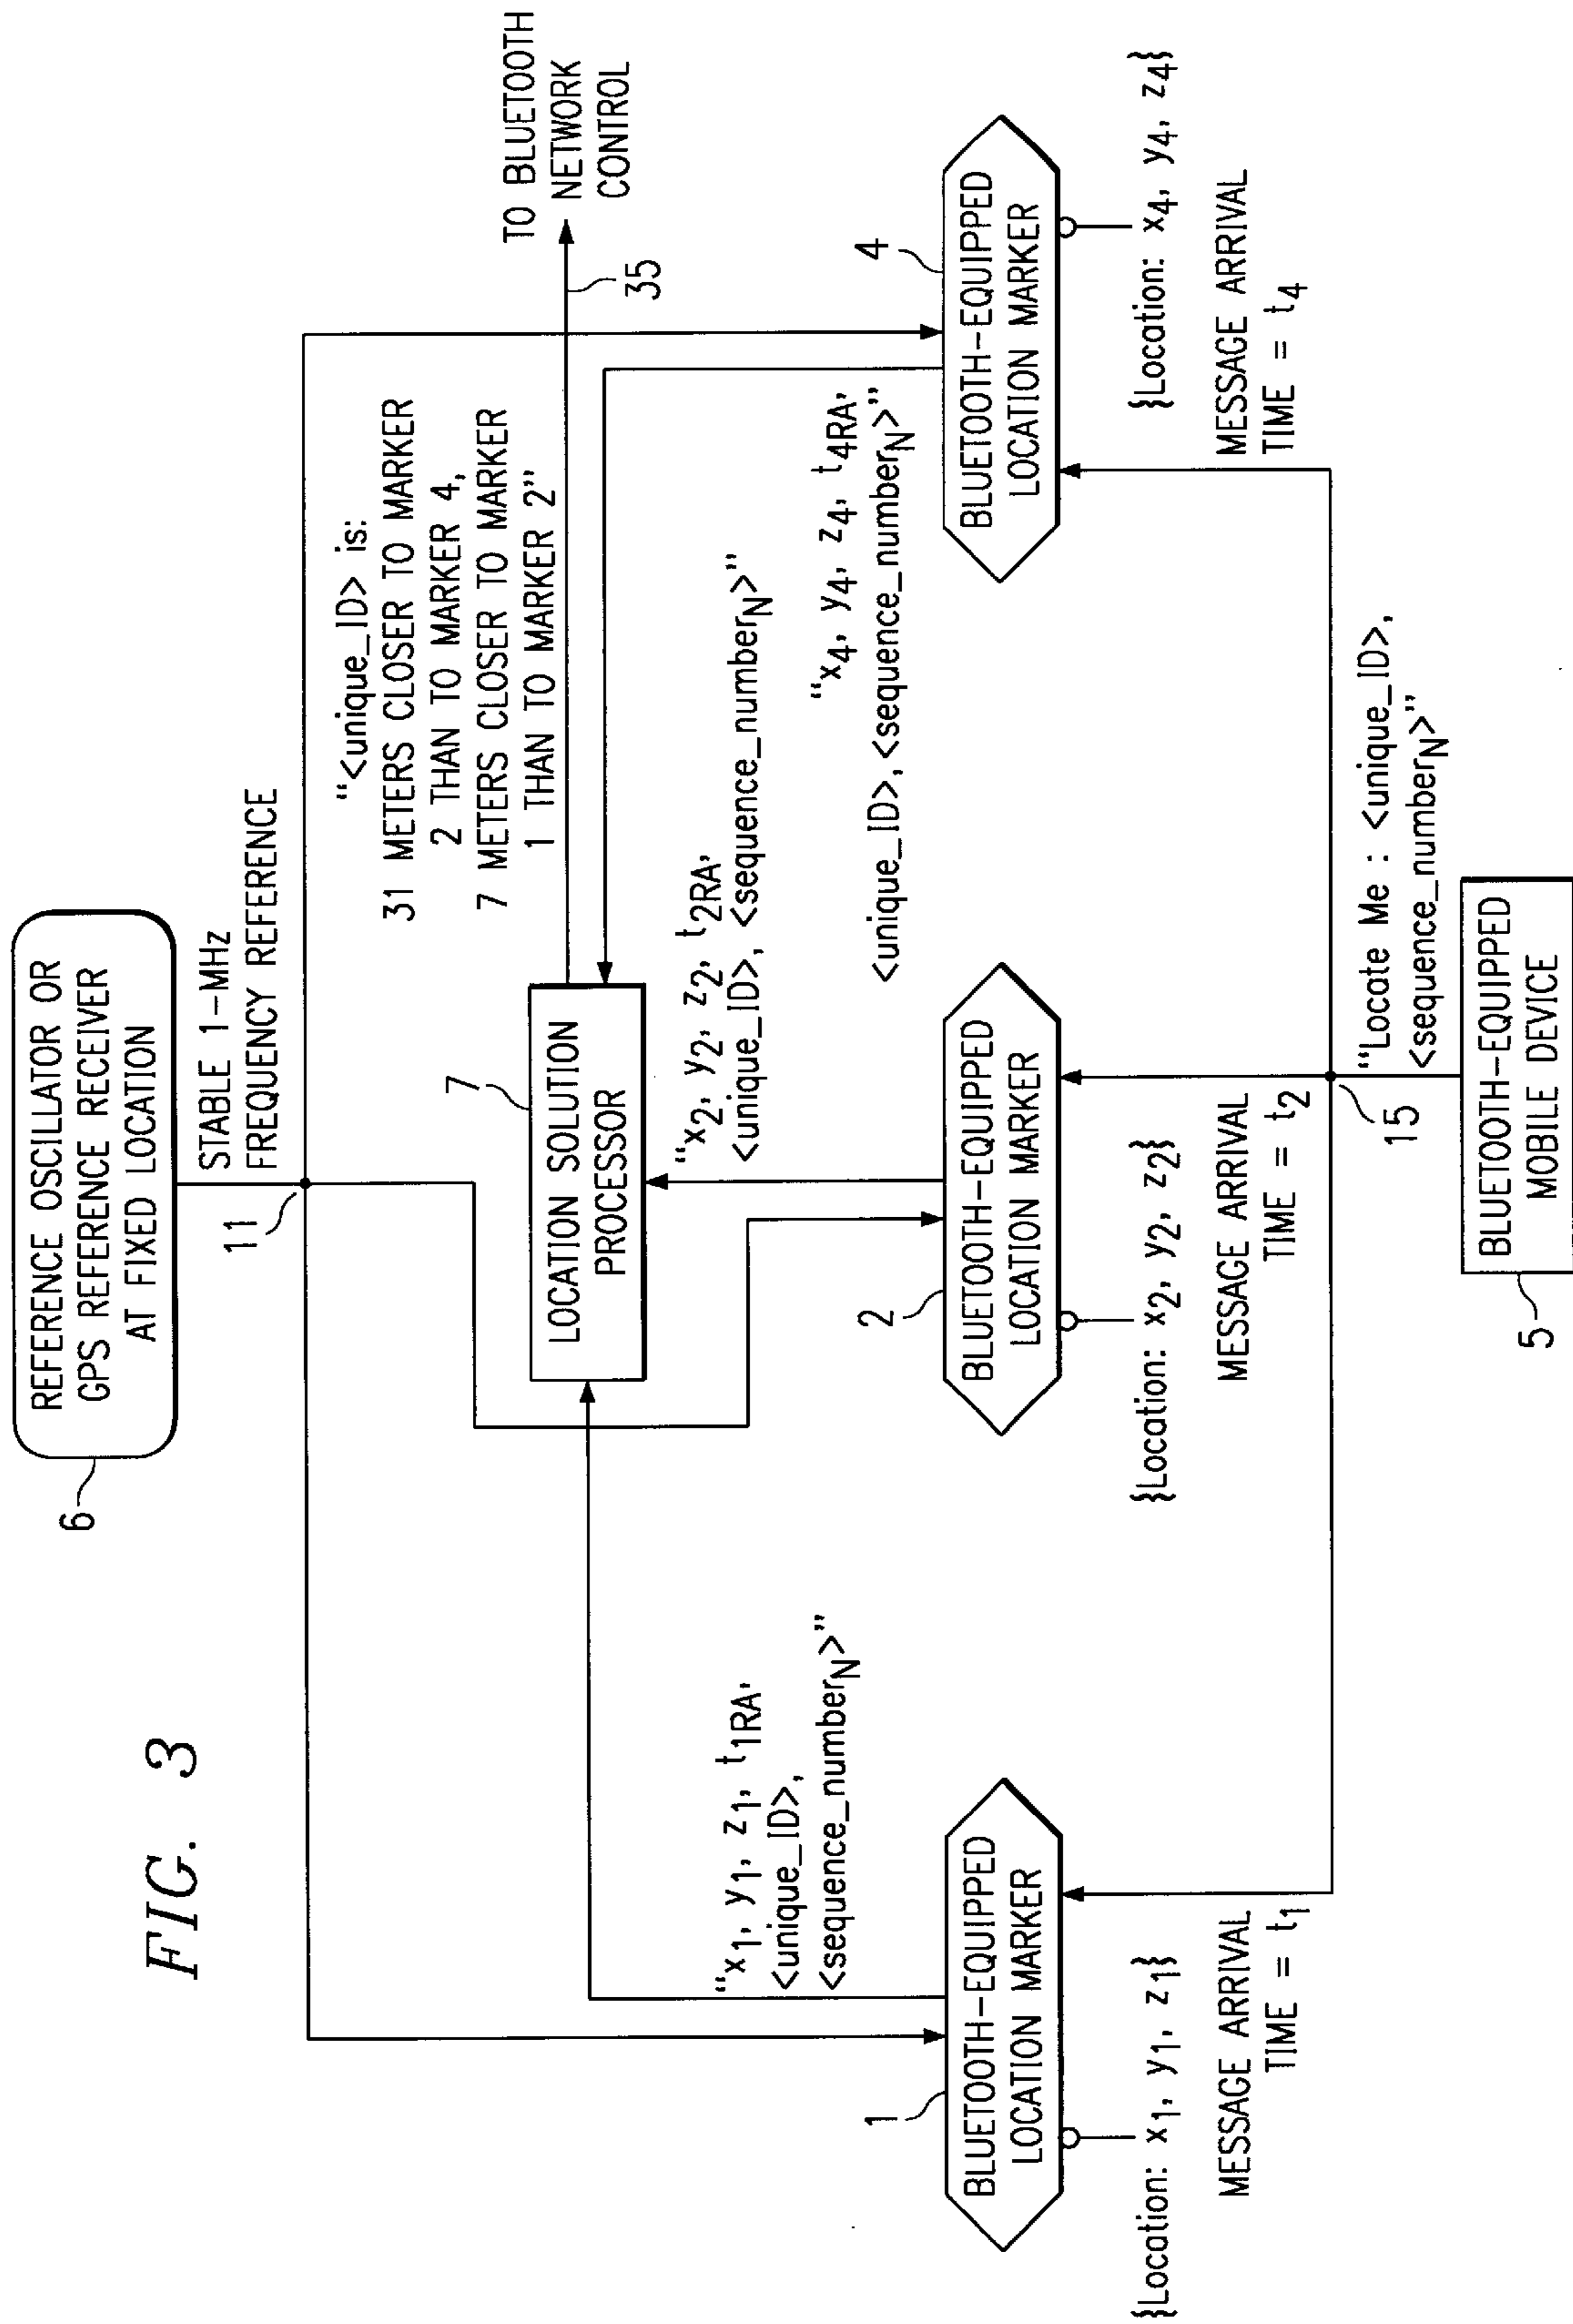 FIG. 3
REFERENCE OSCILLATOR OR
GPS REFERENCE RECEIVER
AT FIXED LOCATION
6
STABLE 1-MHz
FREQUENCY REFERENCE
11
"<unique_ID> is:
31 METERS CLOSER TO MARKER
2 THAN TO MARKER 4,
7 METERS CLOSER TO MARKER
1 THAN TO MARKER 2"
TO BLUETOOTH
NETWORK
CONTROL
35
7
LOCATION SOLUTION
PROCESSOR
"x1, y1, z1, t1RA,
<unique_ID>,
<sequence_numberN>"
"x2, y2, z2, t2RA,
<unique_ID>, <sequence_numberN>"
"x4, y4, z4, t4RA,
<unique_ID>, <sequence_numberN>"
1
BLUETOOTH-EQUIPPED
LOCATION MARKER
{Location: x1, y1, z1}
MESSAGE ARRIVAL
TIME = t1
2
BLUETOOTH-EQUIPPED
LOCATION MARKER
{Location: x2, y2, z2}
MESSAGE ARRIVAL
TIME = t2
4
BLUETOOTH-EQUIPPED
LOCATION MARKER
{Location: x4, y4, z4}
MESSAGE ARRIVAL
TIME = t4
15
"Locate Me : <unique_ID>,
<sequence_numberN>"
BLUETOOTH-EQUIPPED
MOBILE DEVICE
5